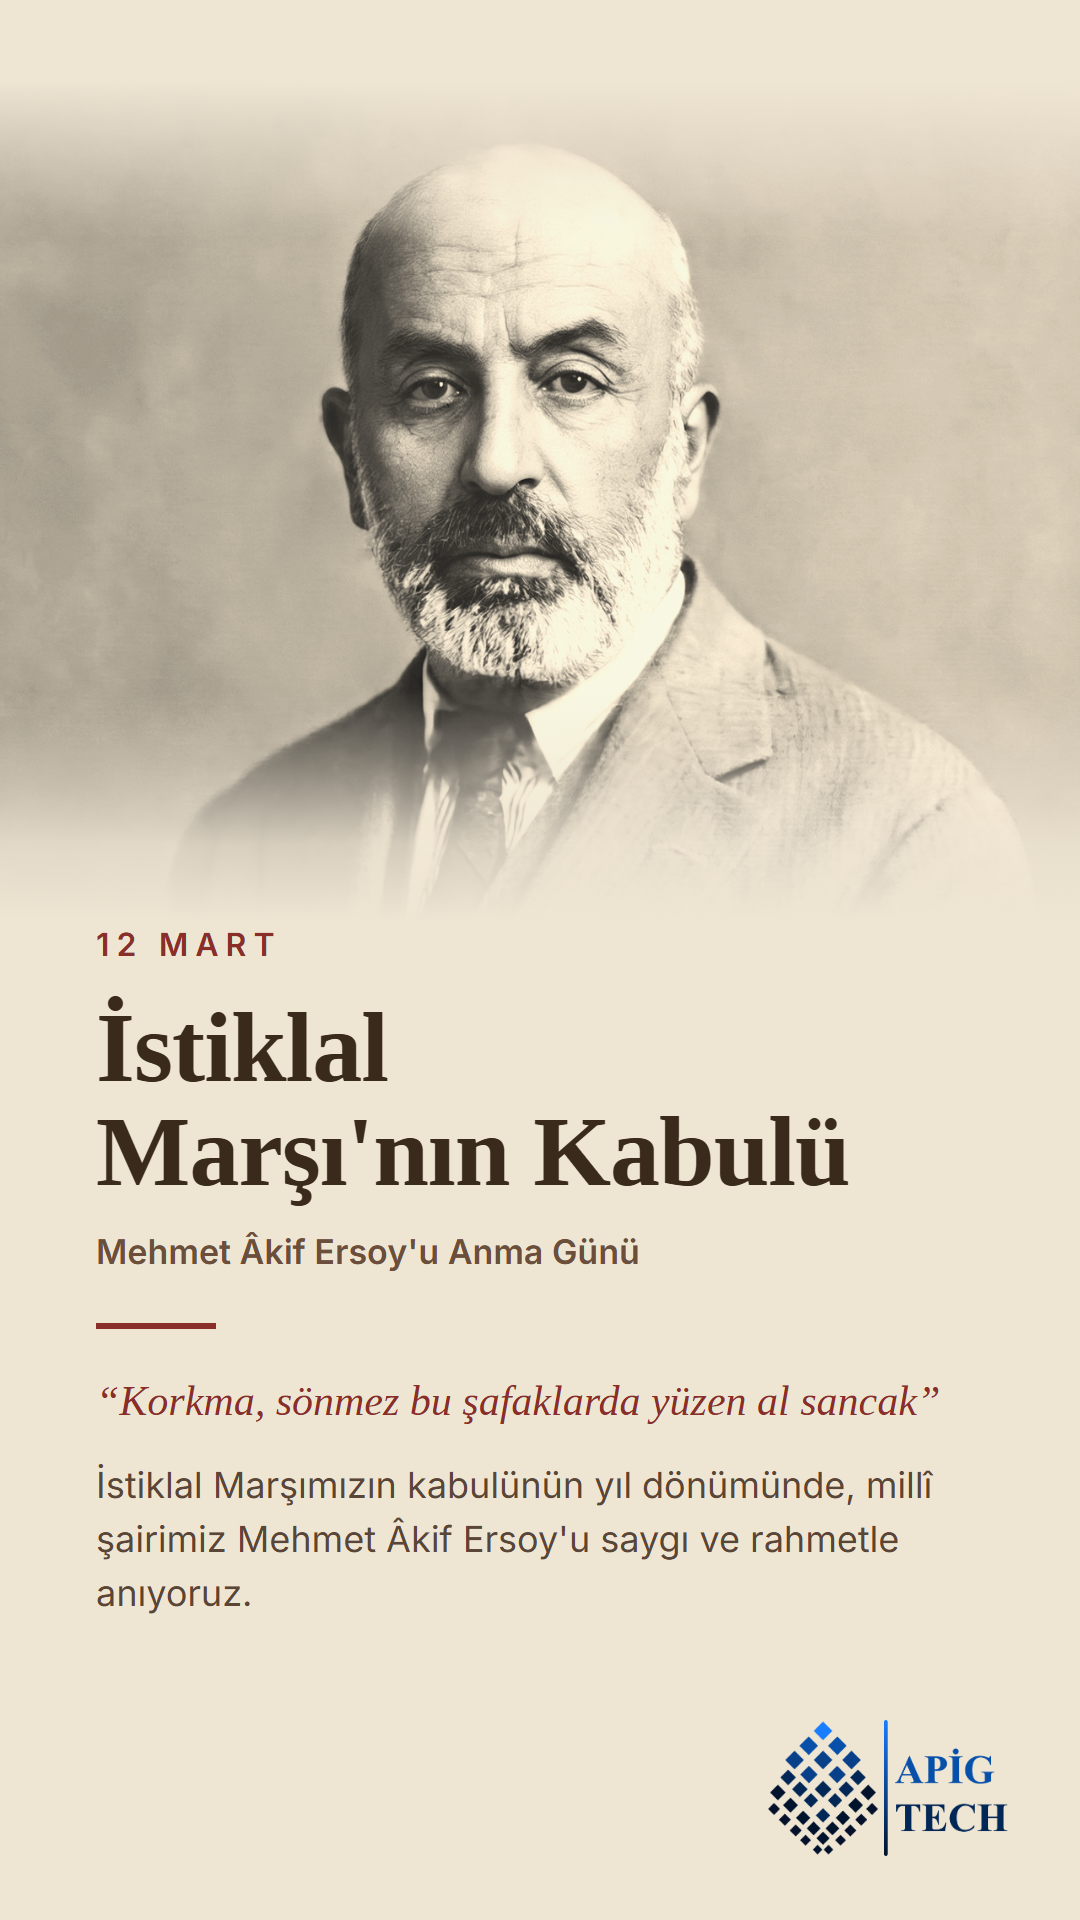 12 MART
İstiklal
Marşı'nın Kabulü
Mehmet Âkif Ersoy'u Anma Günü
“Korkma, sönmez bu şafaklarda yüzen al sancak”
İstiklal Marşımızın kabulünün yıl dönümünde, millî
şairimiz Mehmet Âkif Ersoy'u saygı ve rahmetle
anıyoruz.
APİG
TECH